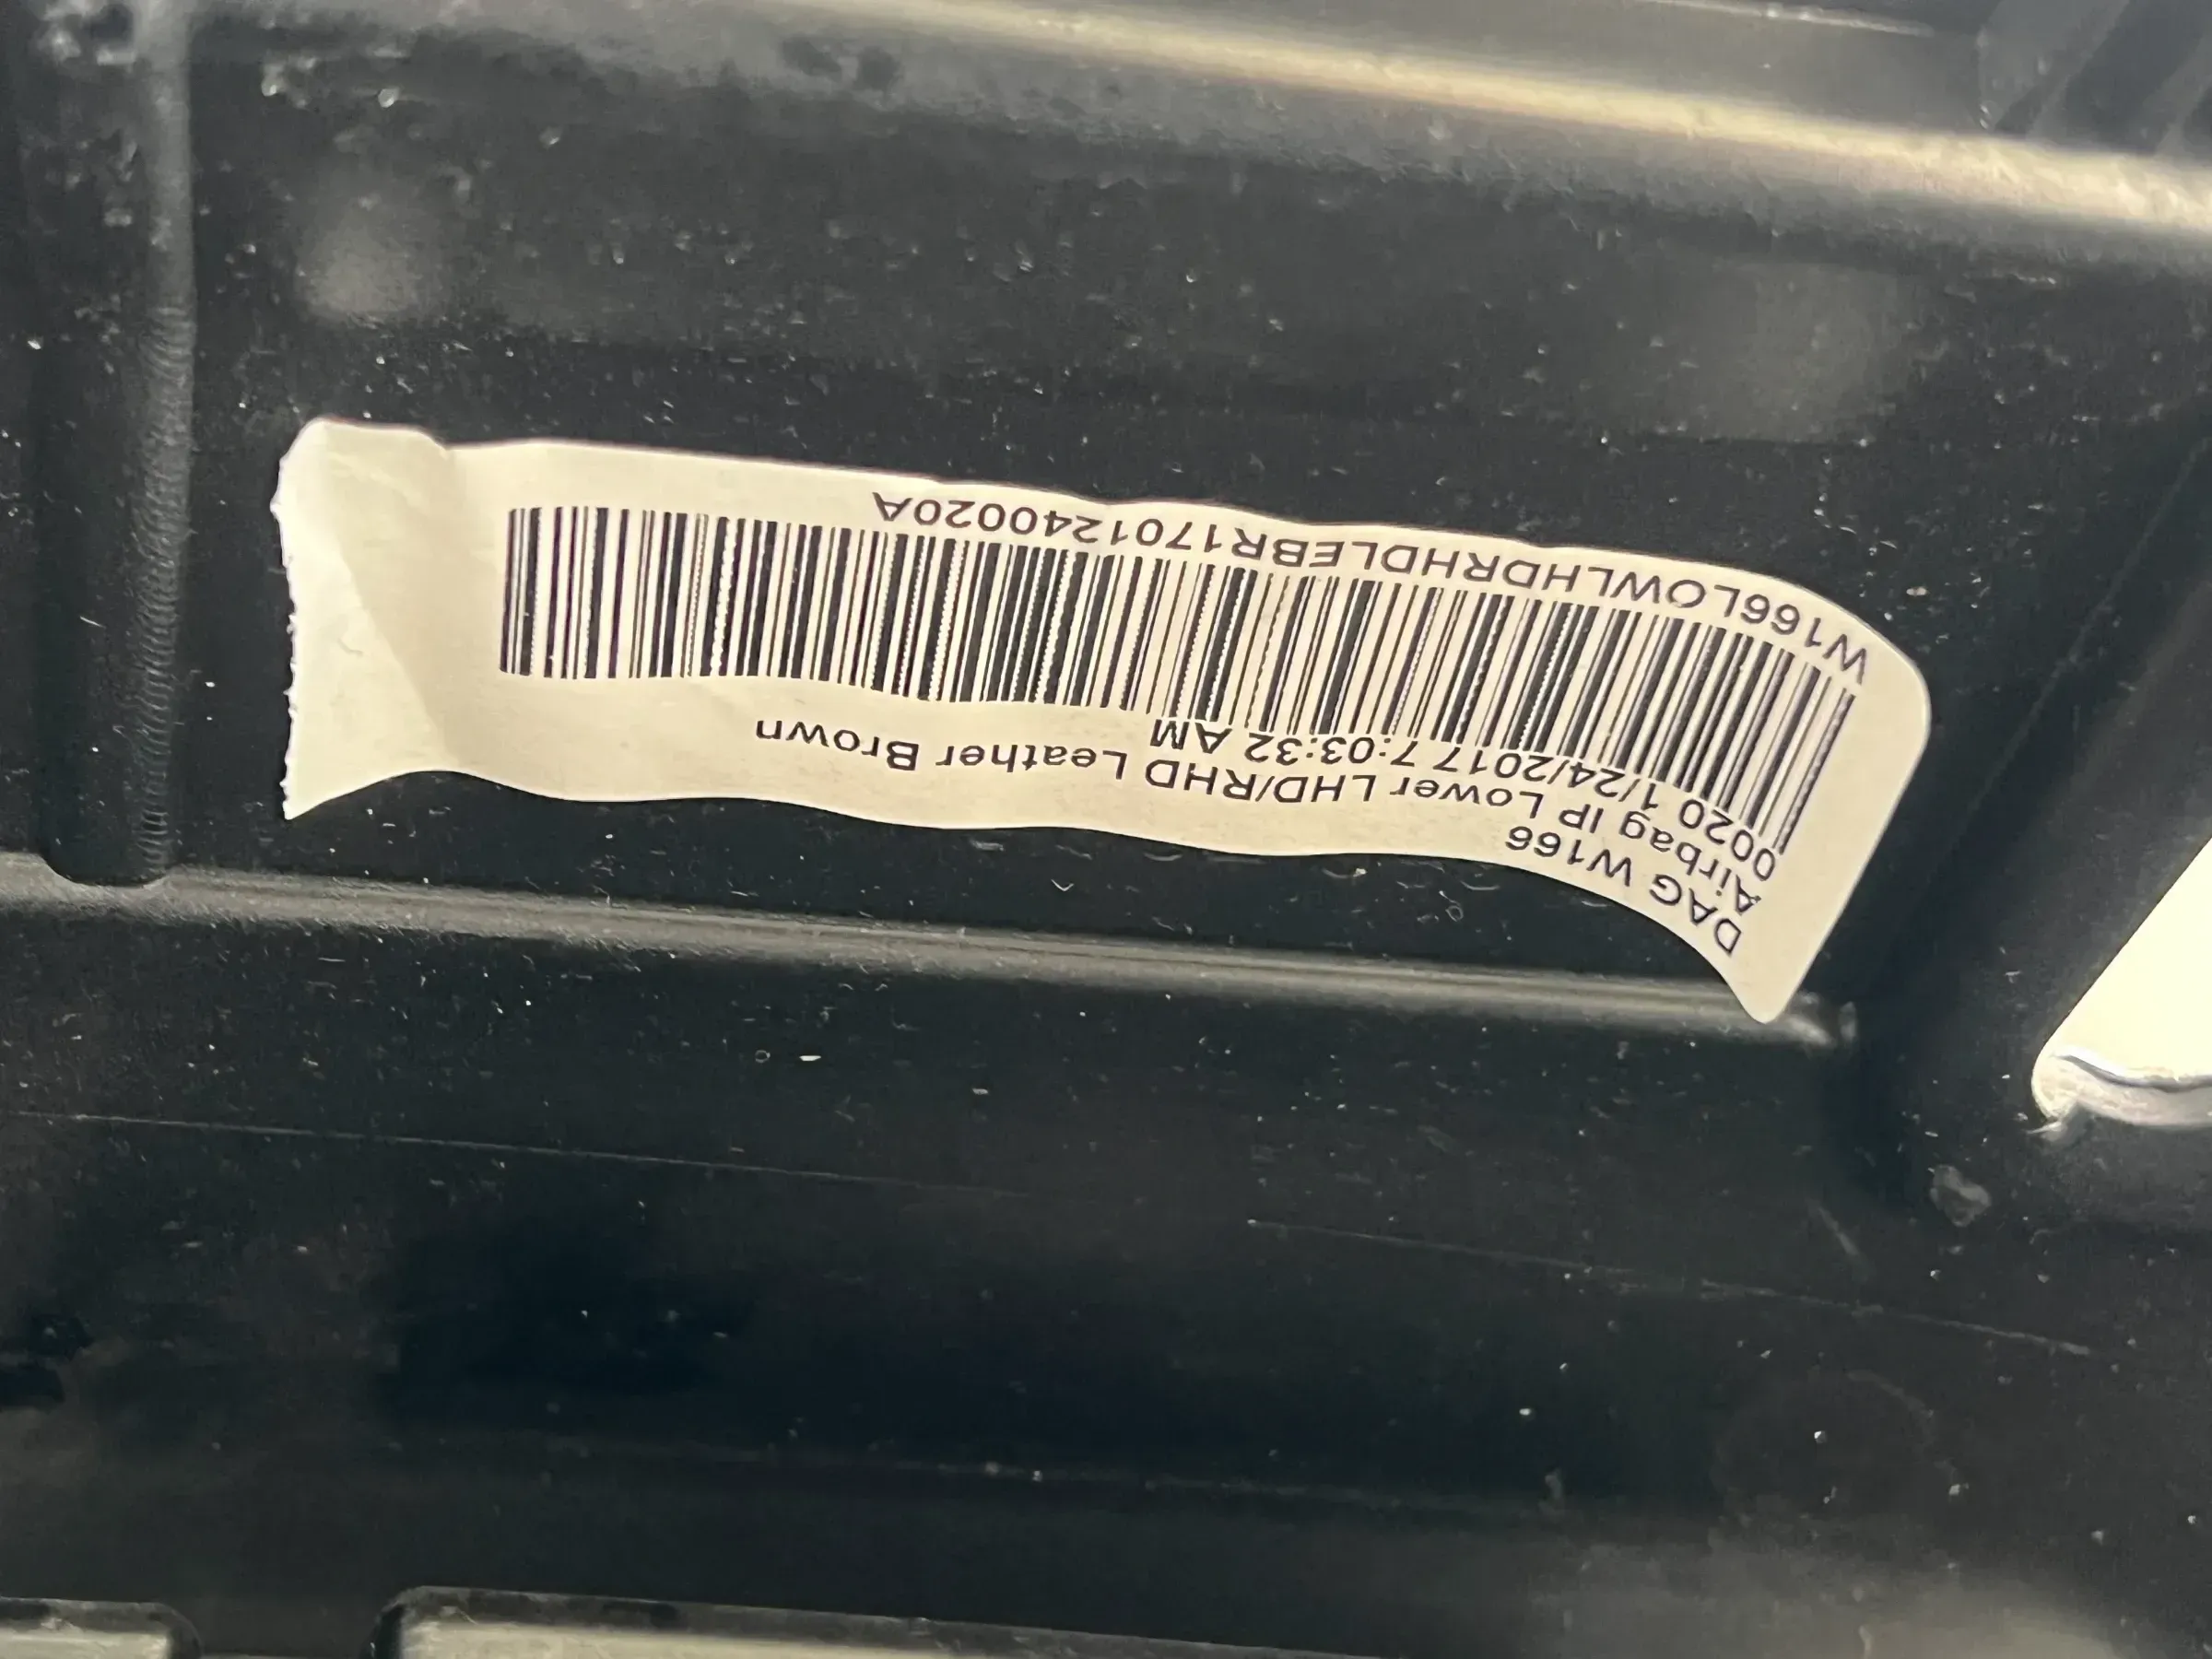 DAG W166
Airbag IP Lower LHD/RHD Leather Brown
0020 1/24/2017 7:03:32 AM
W166LOWLHDRHDLEBR1701240020A